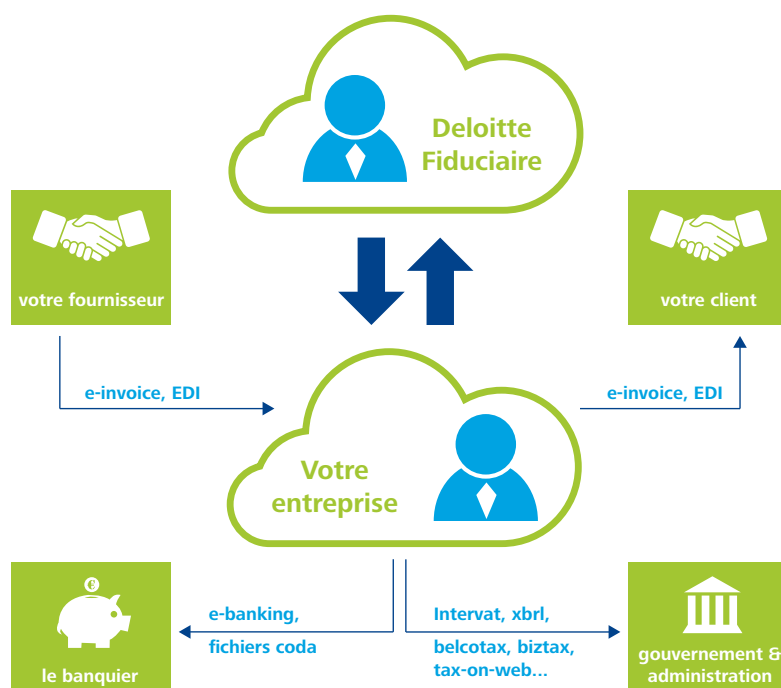 Deloitte
Fiduciaire
votre fournisseur
votre client
e-invoice, EDI
e-invoice, EDI
Votre
entreprise
e-banking,
fichiers coda
Intervat, xbrl,
belcotax, biztax,
tax-on-web...
€
le banquier
gouvernement &
administration